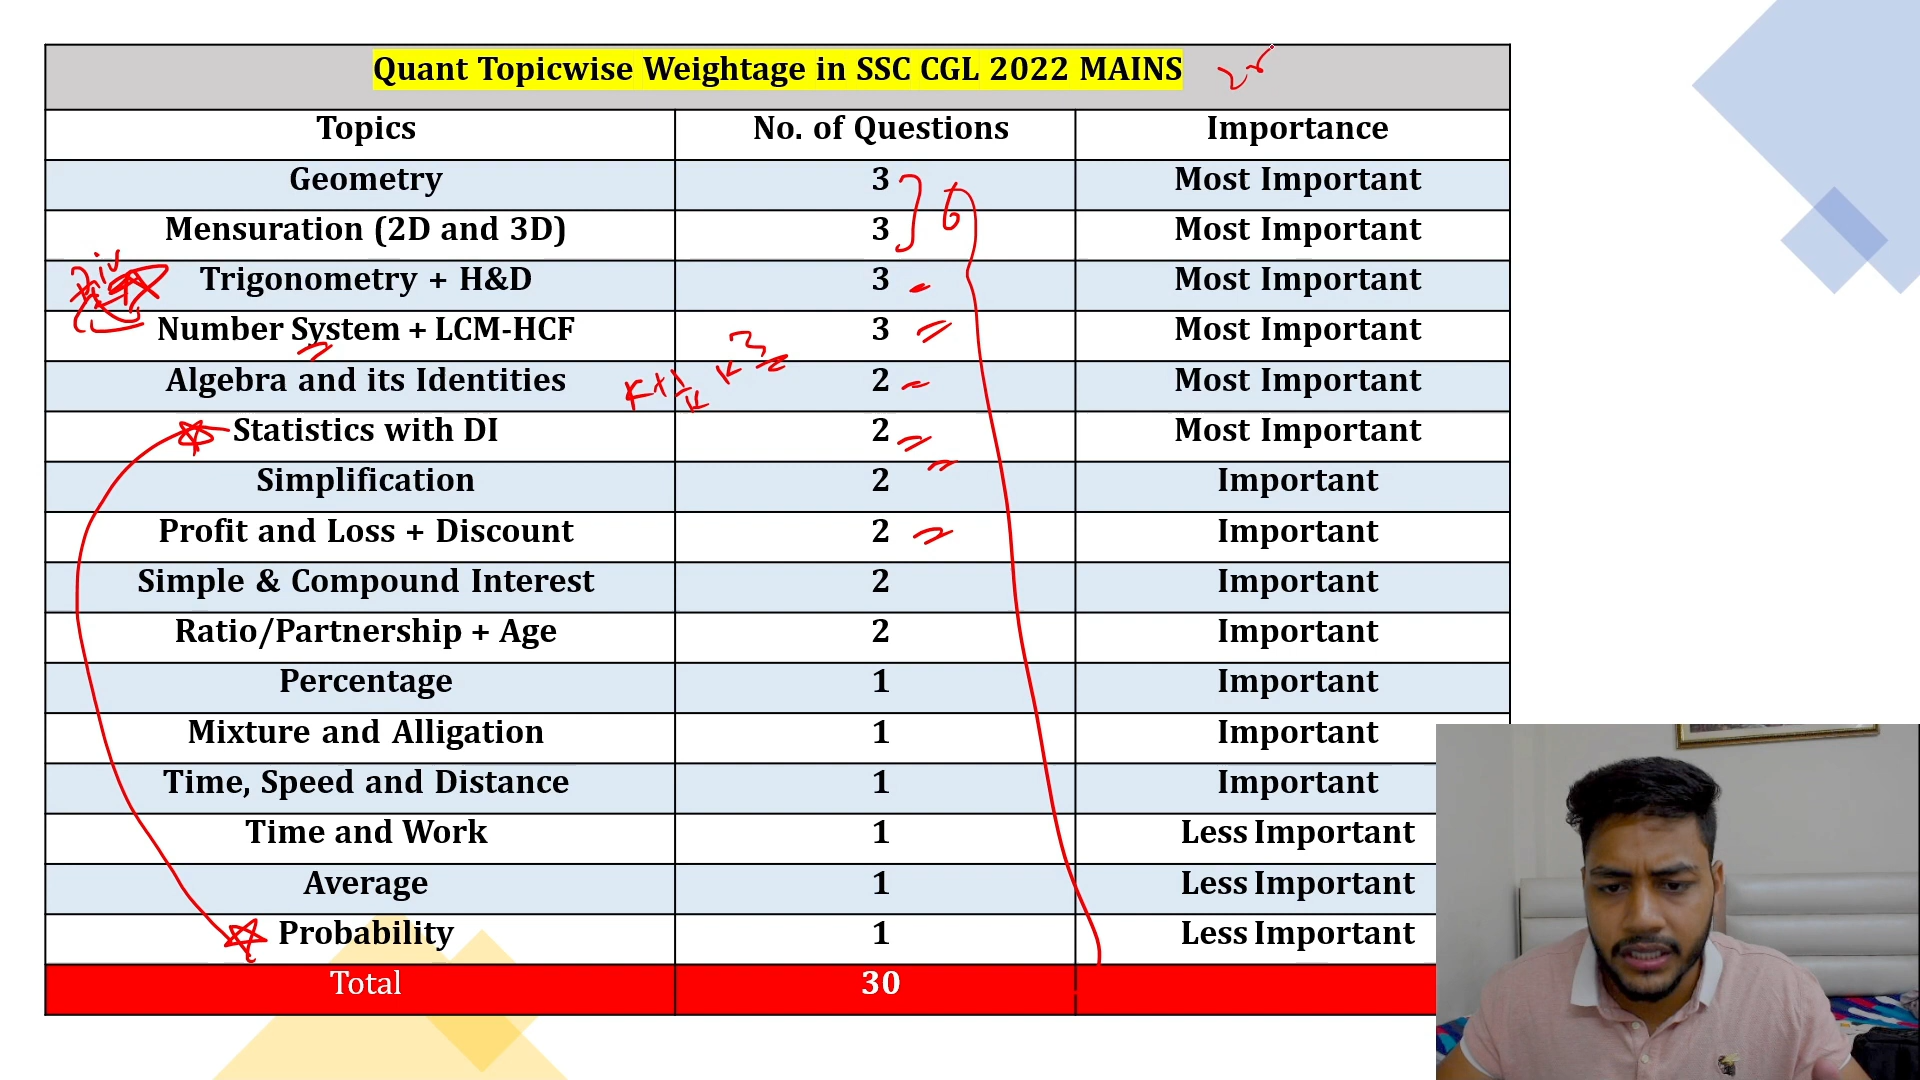 Quant Topicwise Weightage in SSC CGL 2022 MAINS
Topics No. of Questions Importance
Geometry 3 Most Important
6
Mensuration (2D and 3D) 3 Most Important
Trigonometry + H&D 3 Most Important
Number System + LCM-HCF 3 Most Important
Algebra and its Identities 2 Most Important
Statistics with DI 2 Most Important
Simplification 2 Important
Profit and Loss + Discount 2 Important
Simple & Compound Interest 2 Important
Ratio/Partnership + Age 2 Important
Percentage 1 Important
Mixture and Alligation 1 Important
Time, Speed and Distance 1 Important
Time and Work 1 Less Important
Average 1 Less Important
Probability 1 Less Important
Total 30